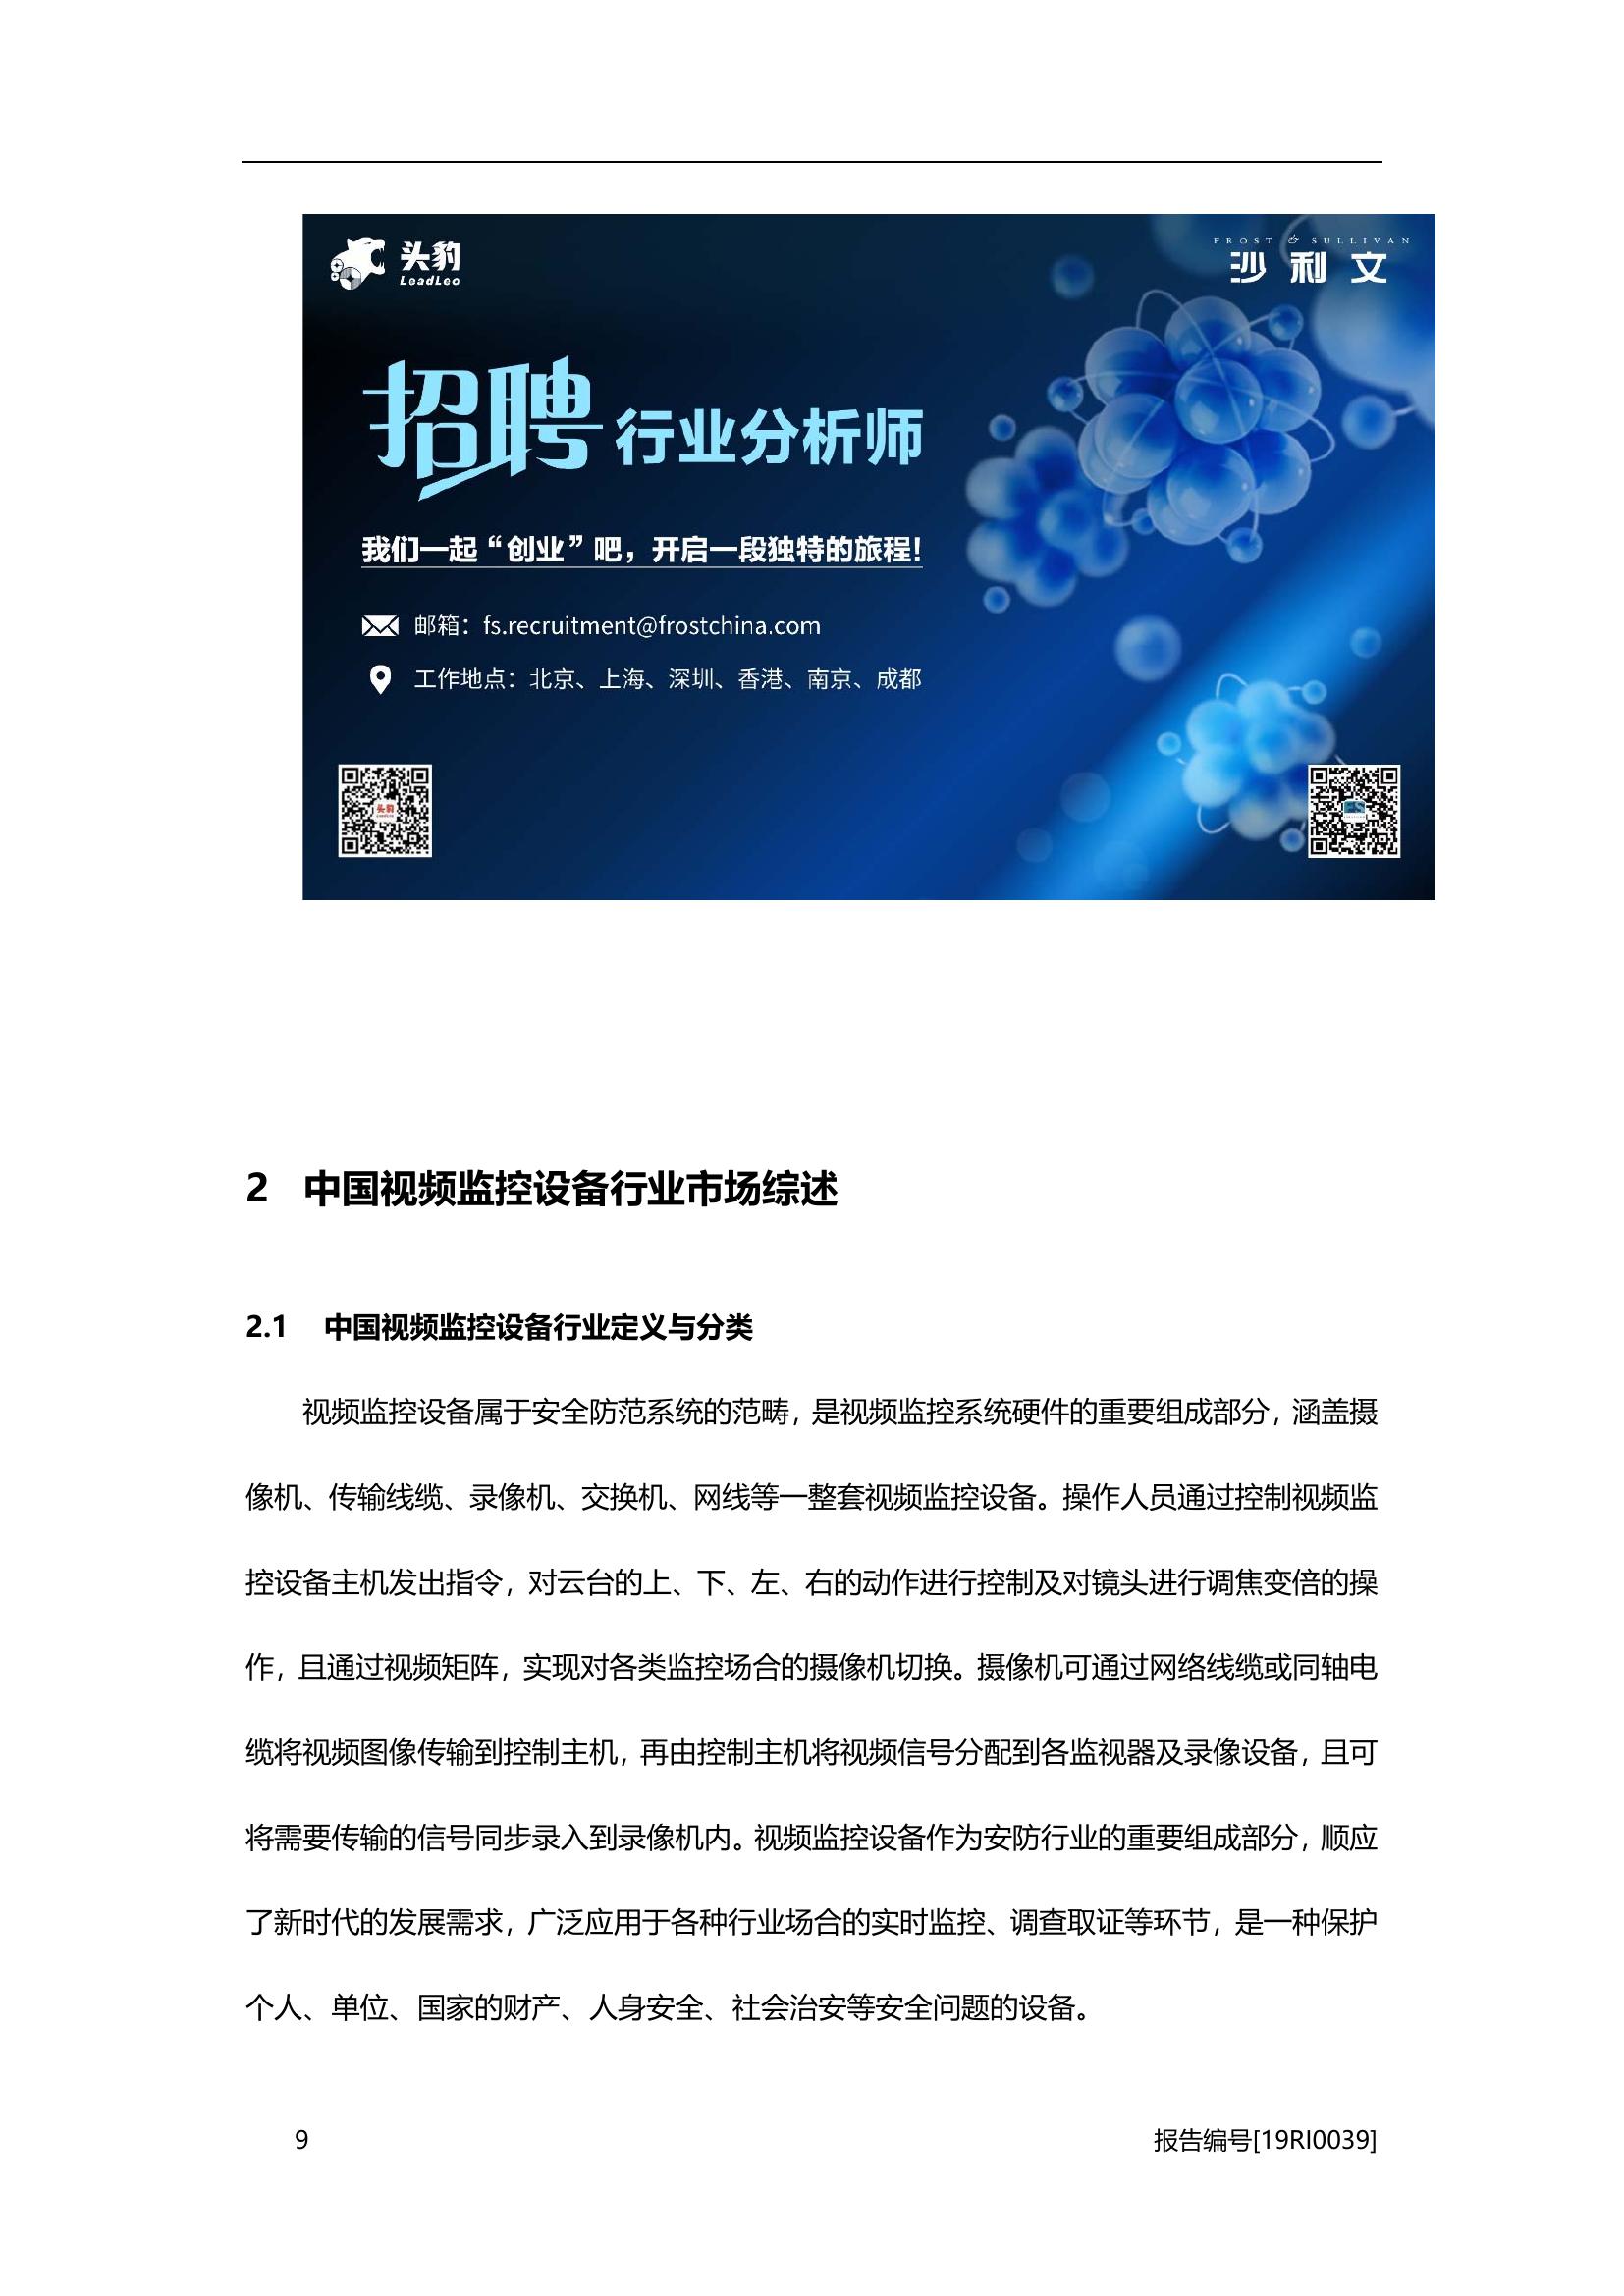 头豹
LeadLeo
FROST & SULLIVAN
沙利文
招聘行业分析师
我们一起“创业”吧，开启一段独特的旅程！
邮箱：fs.recruitment@frostchina.com
工作地点：北京、上海、深圳、香港、南京、成都
头豹
2 中国视频监控设备行业市场综述
2.1 中国视频监控设备行业定义与分类
视频监控设备属于安全防范系统的范畴，是视频监控系统硬件的重要组成部分，涵盖摄
像机、传输线缆、录像机、交换机、网线等一整套视频监控设备。操作人员通过控制视频监
控设备主机发出指令，对云台的上、下、左、右的动作进行控制及对镜头进行调焦变倍的操
作，且通过视频矩阵，实现对各类监控场合的摄像机切换。摄像机可通过网络线缆或同轴电
缆将视频图像传输到控制主机，再由控制主机将视频信号分配到各监视器及录像设备，且可
将需要传输的信号同步录入到录像机内。视频监控设备作为安防行业的重要组成部分，顺应
了新时代的发展需求，广泛应用于各种行业场合的实时监控、调查取证等环节，是一种保护
个人、单位、国家的财产、人身安全、社会治安等安全问题的设备。
9 报告编号[19RI0039]